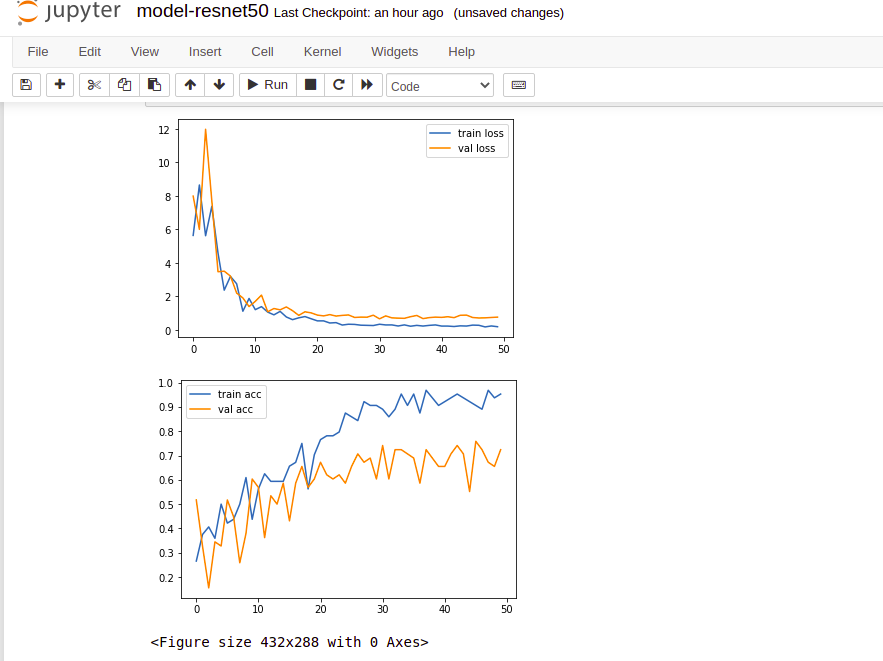 jupyter model-resnet50 Last Checkpoint: an hour ago (unsaved changes)
File Edit View Insert Cell Kernel Widgets Help
Run Code
train loss
val loss
12
10
8
6
4
2
0
0 10 20 30 40 50
train acc
val acc
1.0
0.9
0.8
0.7
0.6
0.5
0.4
0.3
0.2
0 10 20 30 40 50
<Figure size 432x288 with 0 Axes>